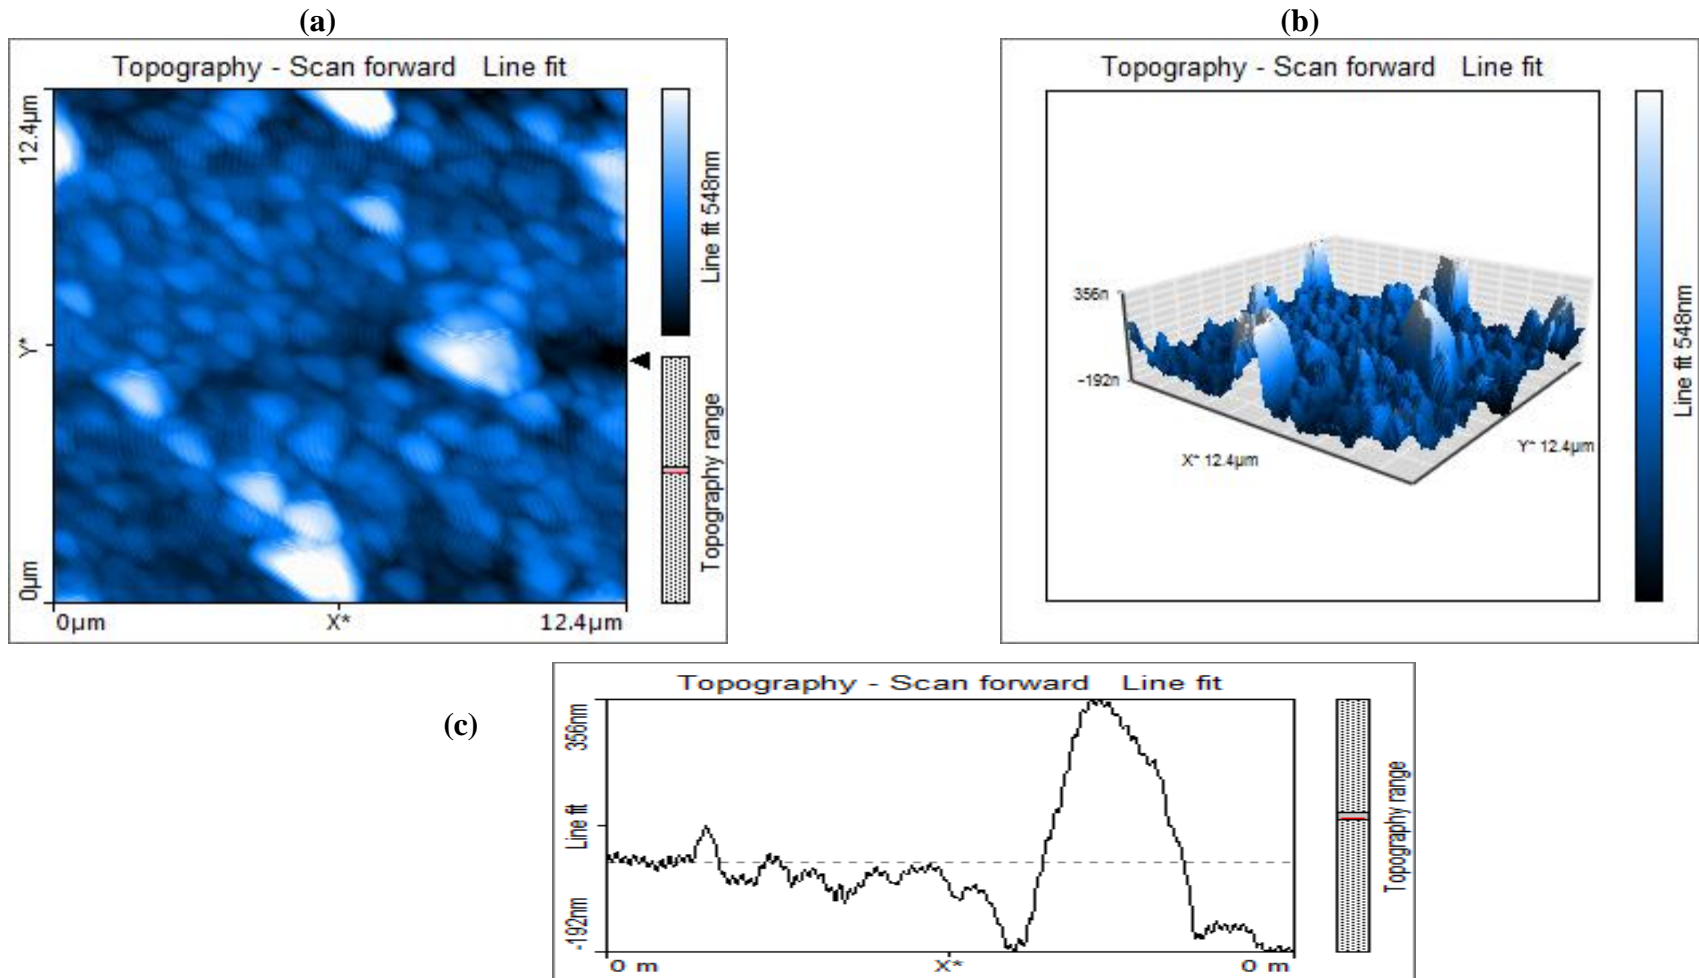 (a)
Topography - Scan forward Line fit
12.4µm
Y*
0µm
0µm
X*
12.4µm
Line fit 548nm
Topography range
(b)
Topography - Scan forward Line fit
356n
-192n
X* 12.4µm
Y* 12.4µm
Line fit 548nm
(c)
Topography - Scan forward Line fit
356nm
Line fit
-192nm
0 m
X*
0 m
Topography range